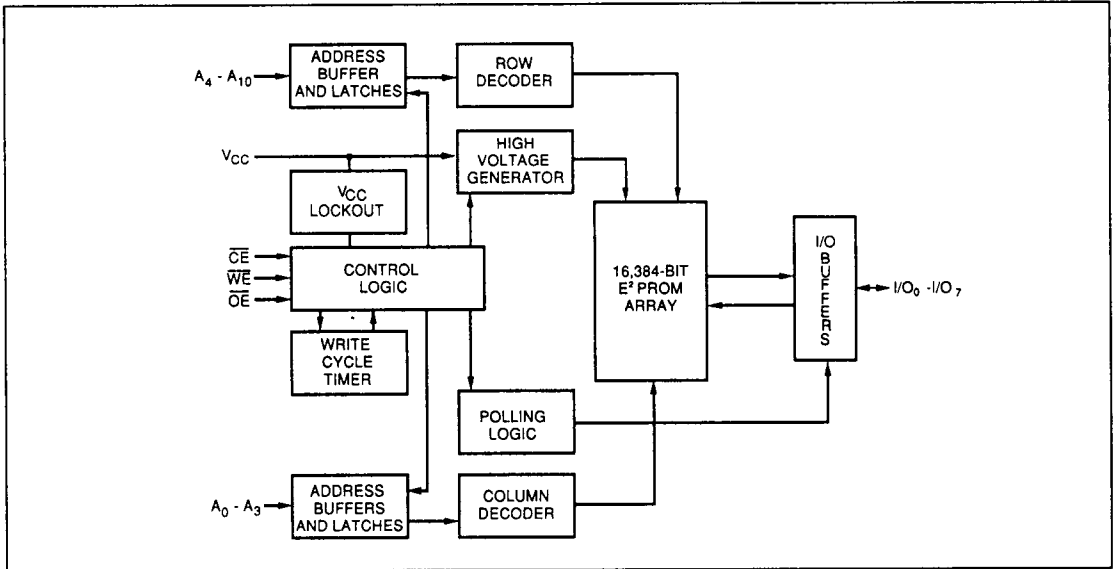 ADDRESS
BUFFER
AND LATCHES
ROW
DECODER
A4 - A10
HIGH
VOLTAGE
GENERATOR
VCC
VCC
LOCKOUT
CE
WE
OE
CONTROL
LOGIC
16,384-BIT
E² PROM
ARRAY
I/O
BUFFERS
I/O0 - I/O7
WRITE
CYCLE
TIMER
POLLING
LOGIC
A0 - A3
ADDRESS
BUFFERS
AND LATCHES
COLUMN
DECODER